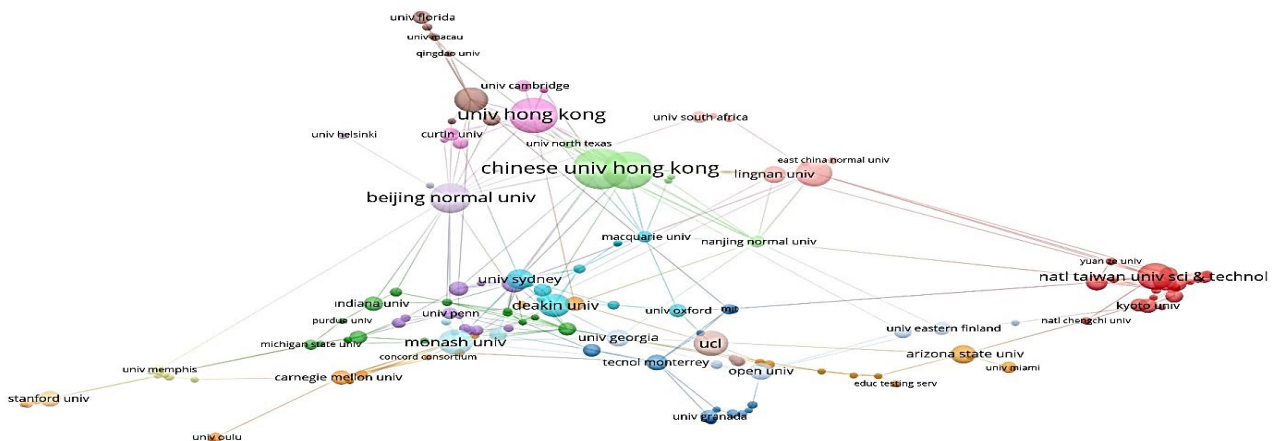 univ florida
univ macau
qingdao univ
univ cambridge
univ hong kong
univ south africa
univ helsinki
curtin univ
univ north texas
east china normal univ
chinese univ hong kong
lingnan univ
beijing normal univ
macquarie univ
nanjing normal univ
yuan ze univ
univ sydney
natl taiwan univ sci & technol
indiana univ
deakin univ
kyoto univ
univ penn
univ oxford
mit
purdue univ
natl chengchi univ
univ eastern finland
michigan state univ
monash univ
univ georgia
ucl
concord consortium
arizona state univ
tecnol monterrey
univ memphis
open univ
univ miami
carnegie mellon univ
educ testing serv
stanford univ
univ granada
univ oulu